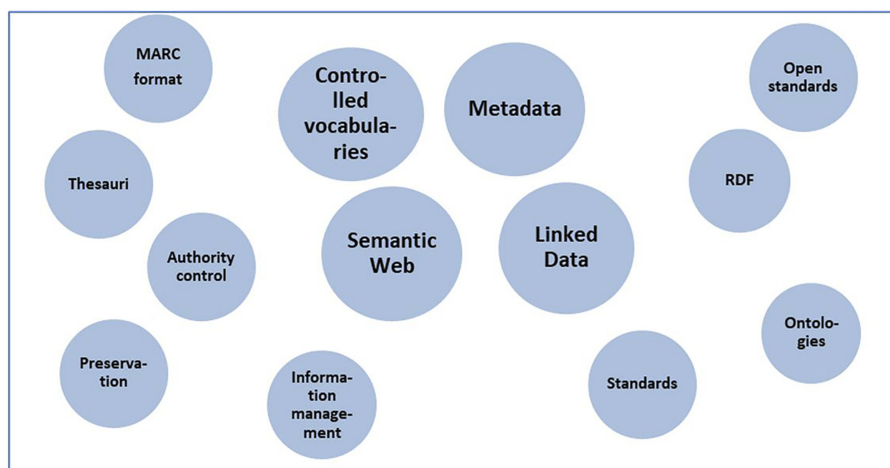 MARC
format
Contro-
lled
vocabula-
ries
Metadata
Open
standards
Thesauri
RDF
Authority
control
Semantic
Web
Linked
Data
Preserva-
tion
Informa-
tion
manage-
ment
Standards
Ontolo-
gies